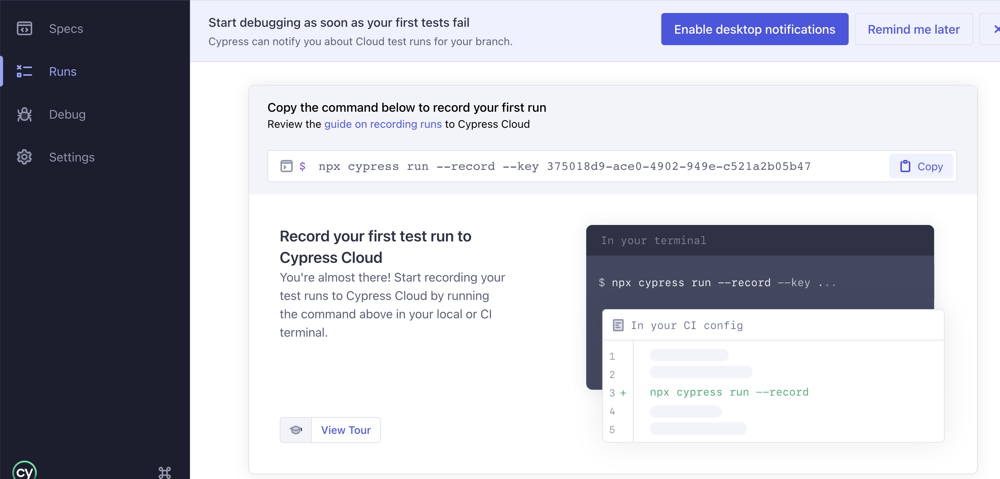 Specs
Runs
Debug
Settings
cy
Start debugging as soon as your first tests fail
Cypress can notify you about Cloud test runs for your branch.
Enable desktop notifications
Remind me later
Copy the command below to record your first run
Review the guide on recording runs to Cypress Cloud
$ npx cypress run --record --key 375018d9-ace0-4902-949e-c521a2b05b47
Copy
Record your first test run to
Cypress Cloud
You're almost there! Start recording your
test runs to Cypress Cloud by running
the command above in your local or CI
terminal.
View Tour
In your terminal
$ npx cypress run --record --key ...
In your CI config
1
2
3 + npx cypress run --record
4
5